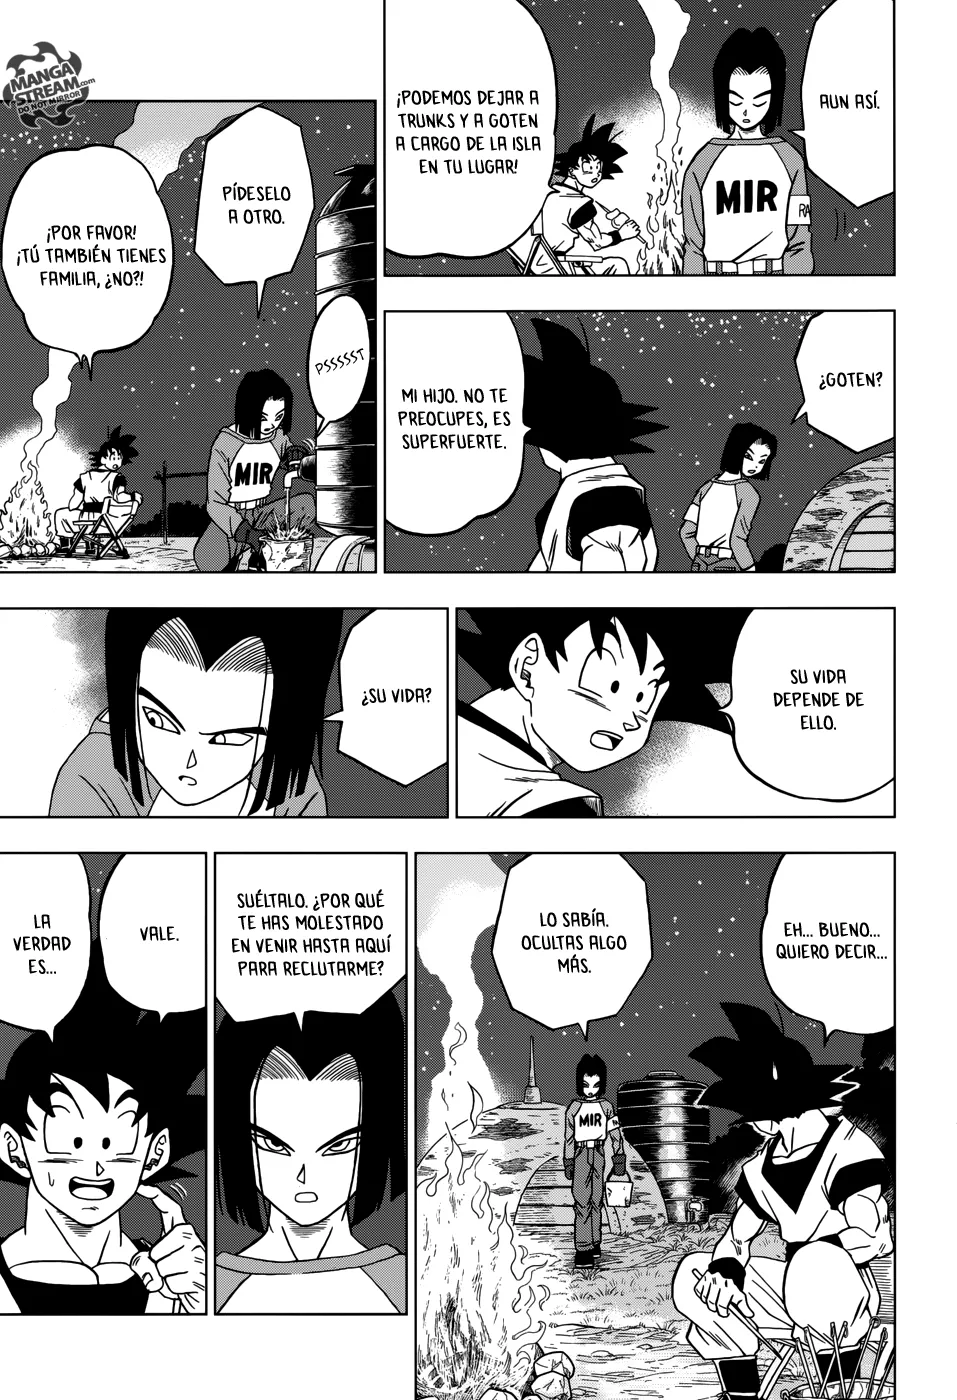 AUN ASÍ.
¡PODEMOS DEJAR A
TRUNKS Y A GOTEN
A CARGO DE LA ISLA
EN TU LUGAR!
MIR
RA
¿GOTEN?
MI HIJO. NO TE
PREOCUPES, ES
SUPERFUERTE.
MANGA
STREAM.com
DO NOT MIRROR
PÍDESELO
A OTRO.
¡POR FAVOR!
¡TÚ TAMBIÉN TIENES
FAMILIA, ¿NO?!
PSSSSST
MIR
SU VIDA
DEPENDE DE
ELLO.
¿SU VIDA?
EH... BUENO...
QUIERO DECIR...
LO SABÍA.
OCULTAS ALGO
MÁS.
MIR
SUÉLTALO. ¿POR QUÉ
TE HAS MOLESTADO
EN VENIR HASTA AQUÍ
PARA RECLUTARME?
VALE.
LA
VERDAD
ES...